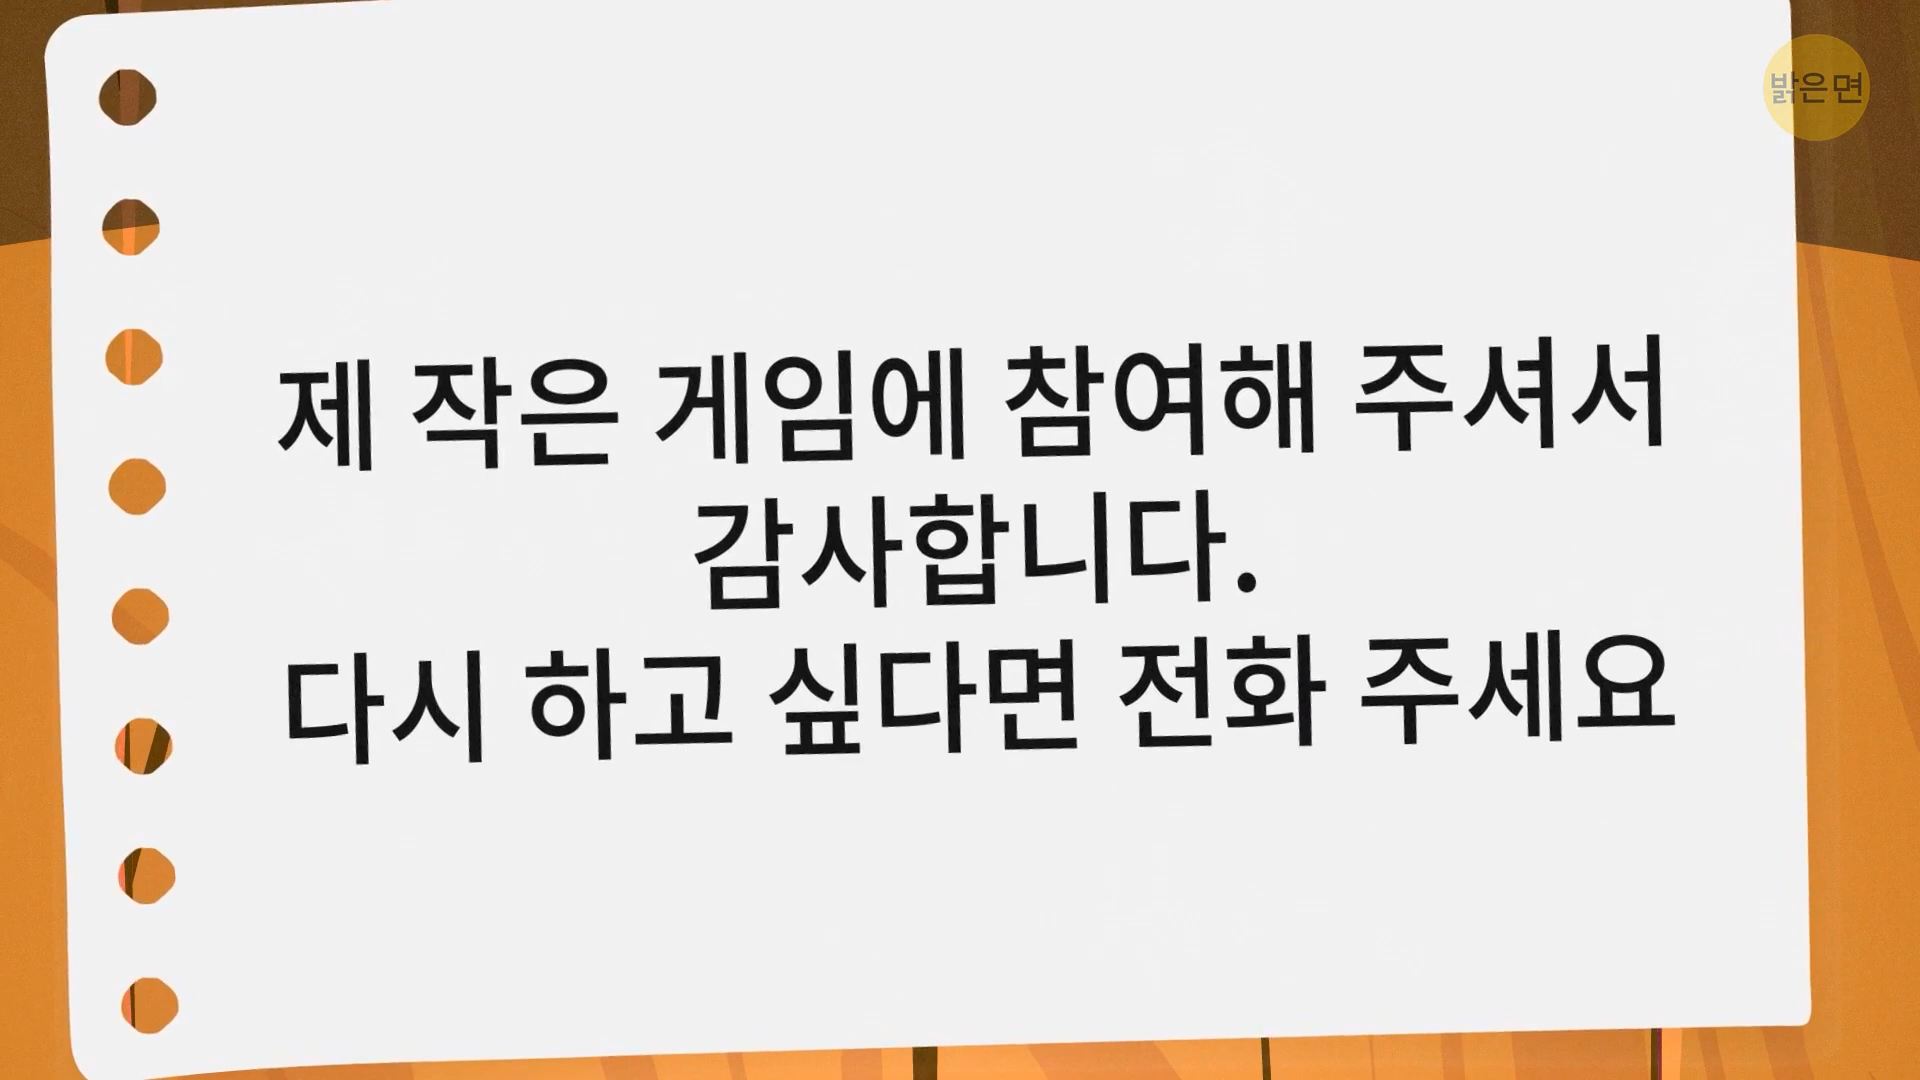 밝은면
제 작은 게임에 참여해 주셔서
감사합니다.
다시 하고 싶다면 전화 주세요